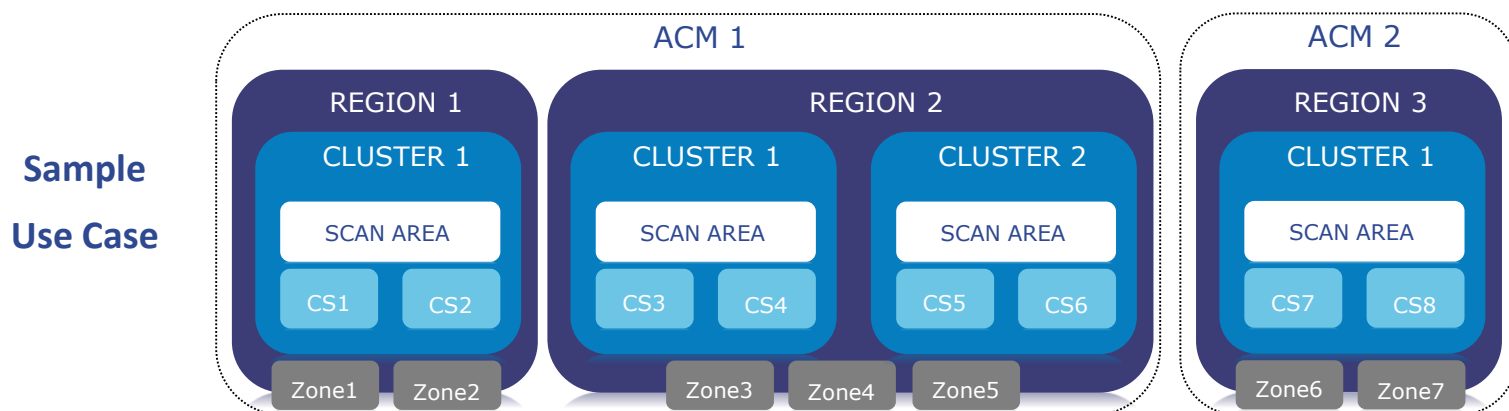 Sample
Use Case
ACM 1
REGION 1
CLUSTER 1
SCAN AREA
CS1 CS2
Zone1 Zone2
REGION 2
CLUSTER 1
SCAN AREA
CS3 CS4
CLUSTER 2
SCAN AREA
CS5 CS6
Zone3 Zone4 Zone5
ACM 2
REGION 3
CLUSTER 1
SCAN AREA
CS7 CS8
Zone6 Zone7